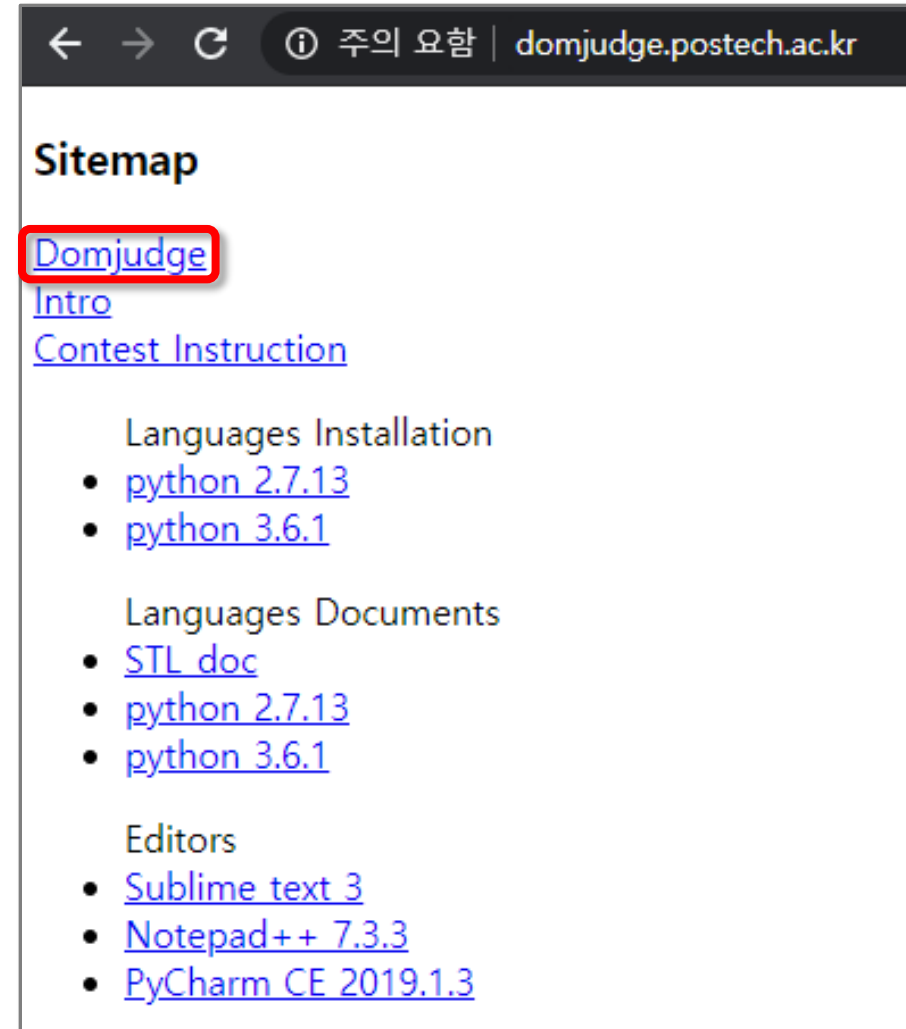 주의 요함 domjudge.postech.ac.kr
Sitemap
Domjudge
Intro
Contest Instruction
Languages Installation
python 2.7.13
python 3.6.1
Languages Documents
STL doc
python 2.7.13
python 3.6.1
Editors
Sublime text 3
Notepad++ 7.3.3
PyCharm CE 2019.1.3